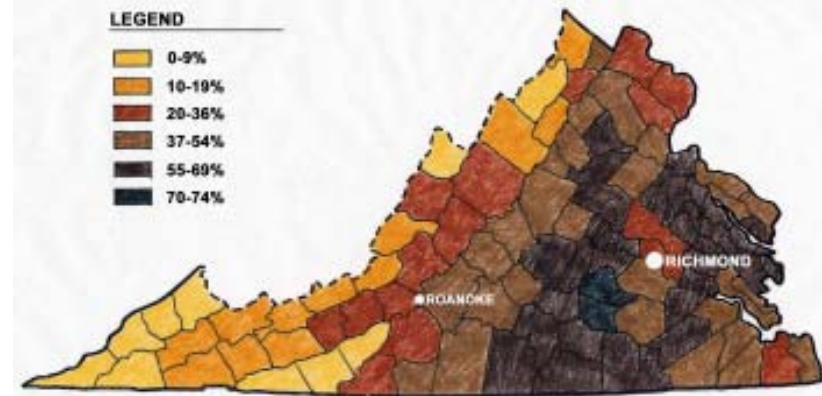 LEGEND
0-9%
10-19%
20-36%
37-54%
55-69%
70-74%
RICHMOND
ROANOKE